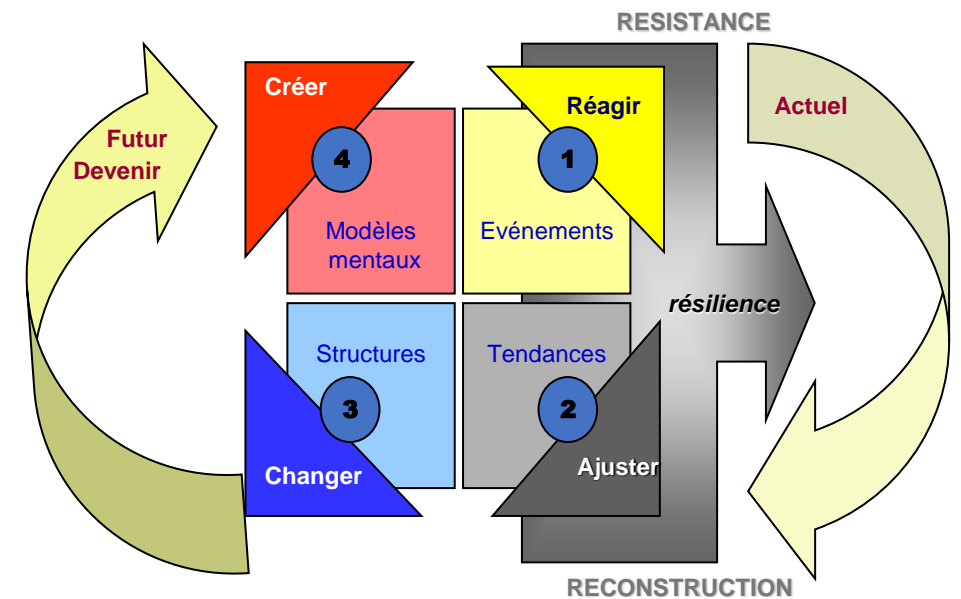 RESISTANCE
Créer
Réagir
Actuel
Futur
Devenir
4
1
Modèles
mentaux
Evénements
résilience
Structures
Tendances
3
2
Changer
Ajuster
RECONSTRUCTION